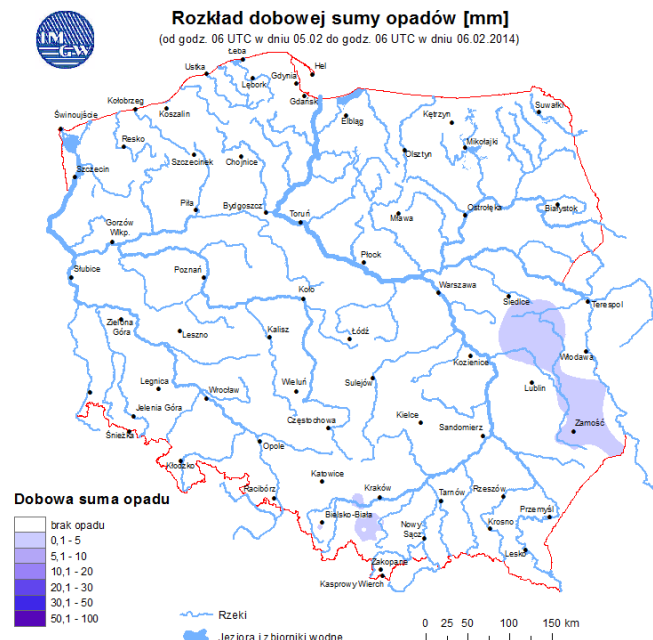 IM
GW
Rozkład dobowej sumy opadów [mm]
(od godz. 06 UTC w dniu 05.02 do godz. 06 UTC w dniu 06.02.2014)
Łeba
Hel
Ustka
Lębork
Gdynia
Gdańsk
Suwałki
Kołobrzeg
Koszalin
Świnoujście
Elbląg
Kętrzyn
Resko
Szczecinek
Chojnice
Olsztyn
Mikołajki
Szczecin
Piła
Bydgoszcz
Toruń
Mława
Ostrołęka
Białystok
Gorzów
Wlkp.
Płock
Słubice
Poznań
Koło
Warszawa
Siedlce
Terespol
Zielona
Góra
Leszno
Kalisz
Łódź
Kozienice
Włodawa
Legnica
Wrocław
Wieluń
Sulejów
Lublin
Jelenia Góra
Śnieżka
Częstochowa
Kielce
Sandomierz
Zamość
Opole
Kłodzko
Katowice
Racibórz
Kraków
Tarnów
Rzeszów
Bielsko-Biała
Nowy
Sącz
Krosno
Przemyśl
Lesko
Zakopane
Kasprowy Wierch
Dobowa suma opadu
brak opadu
0,1 - 5
5,1 - 10
10,1 - 20
20,1 - 30
30,1 - 50
50,1 - 100
Rzeki
Jeziora i zbiorniki wodne
0 25 50 100 150 km